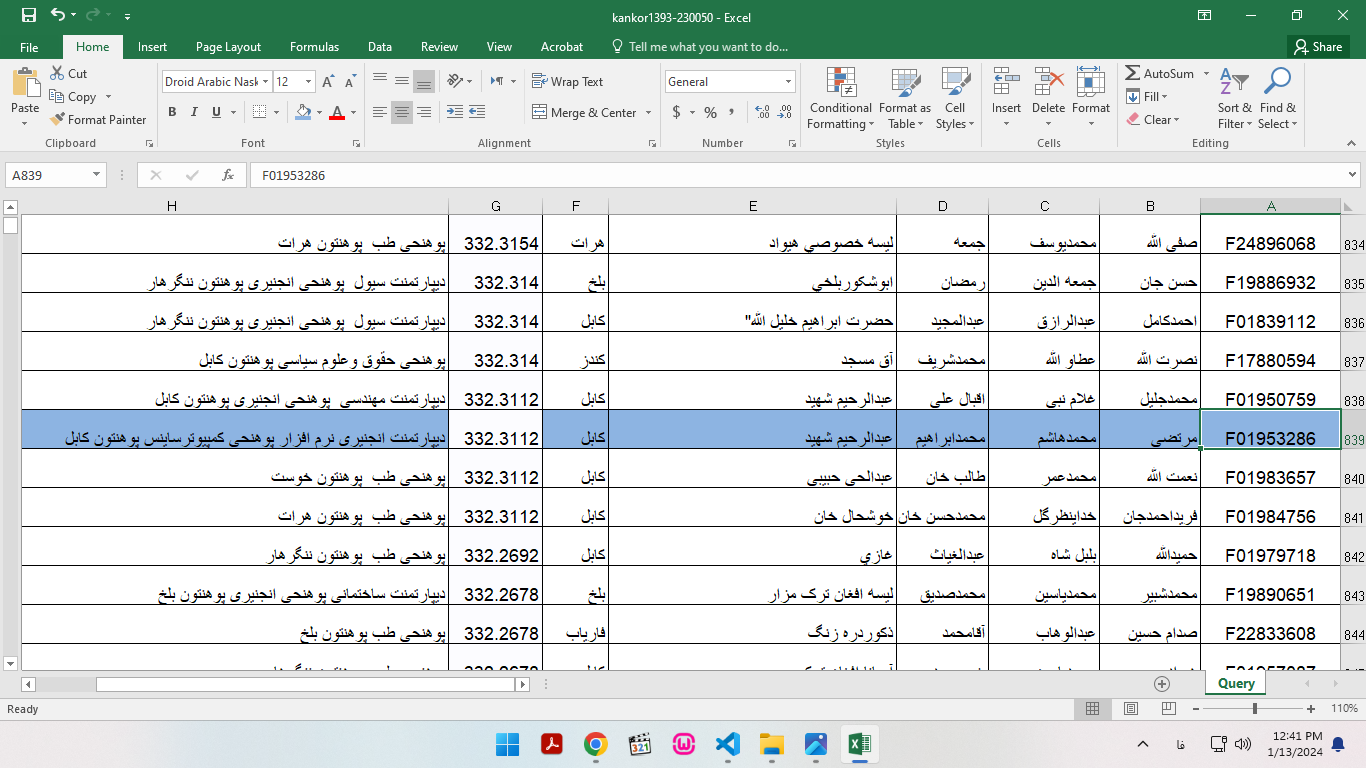 kankor1393-230050 - Excel
File Home Insert Page Layout Formulas Data Review View Acrobat Tell me what you want to do... Share
Paste Cut Copy Format Painter Clipboard
Droid Arabic Nask 12 B I U A Font
Wrap Text Merge & Center Alignment
General $ % , Number
Conditional Formatting Format as Table Cell Styles Styles
Insert Delete Format Cells
AutoSum Fill Clear Sort & Filter Find & Select Editing
A839 fx F01953286
H G F E D C B A
834 F24896068 صفی الله محمدیوسف جمعه لیسه خصوصي هیواد هرات 332.3154 پوهنحی طب پوهنتون هرات
835 F19886932 حسن جان جمعه الدین رمضان ابوشکوربلخي بلخ 332.314 دیپارتمنت سیول پوهنحی انجنیری پوهنتون ننگرهار
836 F01839112 احمدکامل عبدالرازق عبدالمجید حضرت ابراهیم خلیل الله" کابل 332.314 دیپارتمنت سیول پوهنحی انجنیری پوهنتون ننگرهار
837 F17880594 نصرت الله عطاو الله محمدشریف آق مسجد کندز 332.314 پوهنحی حقوق وعلوم سیاسی پوهنتون کابل
838 F01950759 محمدجلیل غلام نبی اقبال علی عبدالرحیم شهید کابل 332.3112 دیپارتمنت مهندسی پوهنحی انجنیری پوهنتون کابل
839 F01953286 مرتضی محمدهاشم محمدابراهیم عبدالرحیم شهید کابل 332.3112 دیپارتمنت انجنیری نرم افزار پوهنحی کمپیوترساینس پوهنتون کابل
840 F01983657 نعمت الله محمدعمر طالب خان عبدالحی حبیبی کابل 332.3112 پوهنحی طب پوهنتون خوست
841 F01984756 فریداحمدجان خداینظرگل محمدحسن خان خوشحال خان کابل 332.3112 پوهنحی طب پوهنتون هرات
842 F01979718 حمیدالله بلبل شاه عبدالغیاث غازي کابل 332.2692 پوهنحی طب پوهنتون ننگرهار
843 F19890651 محمدشبیر محمدیاسین محمدصدیق لیسه افغان ترک مزار بلخ 332.2678 دیپارتمنت ساختمانی پوهنحی انجنیری پوهنتون بلخ
844 F22833608 صدام حسین عبدالوهاب آقامحمد ذکوردره زنگ فاریاب 332.2678 پوهنحی طب پوهنتون بلخ
Query
Ready 110%
321 فا 12:41 PM
1/13/2024